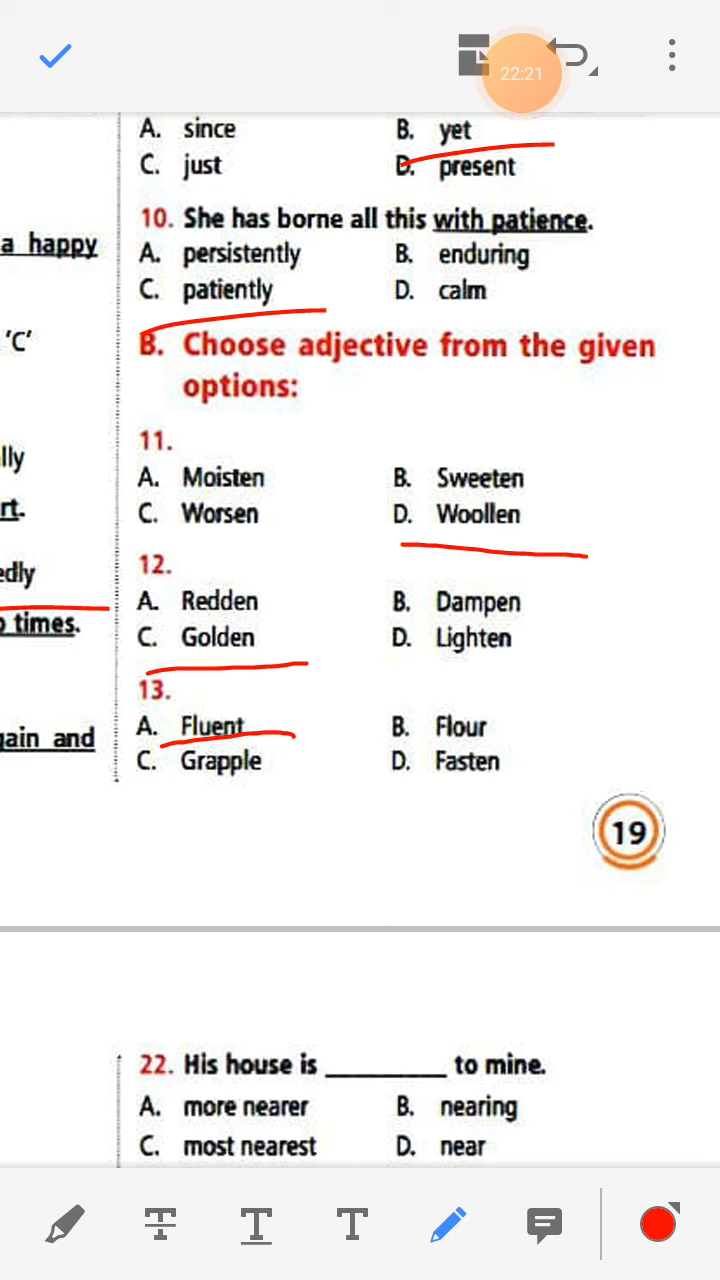 22:21
A. since B. yet
C. just D. present
10. She has borne all this with patience.
A. persistently B. enduring
C. patiently D. calm
B. Choose adjective from the given
options:
11.
A. Moisten B. Sweeten
C. Worsen D. Woollen
12.
A. Redden B. Dampen
C. Golden D. Lighten
13.
A. Fluent B. Flour
C. Grapple D. Fasten
a happy
'C'
lly
rt.
edly
times.
gain and
19
22. His house is ________ to mine.
A. more nearer B. nearing
C. most nearest D. near
T T T